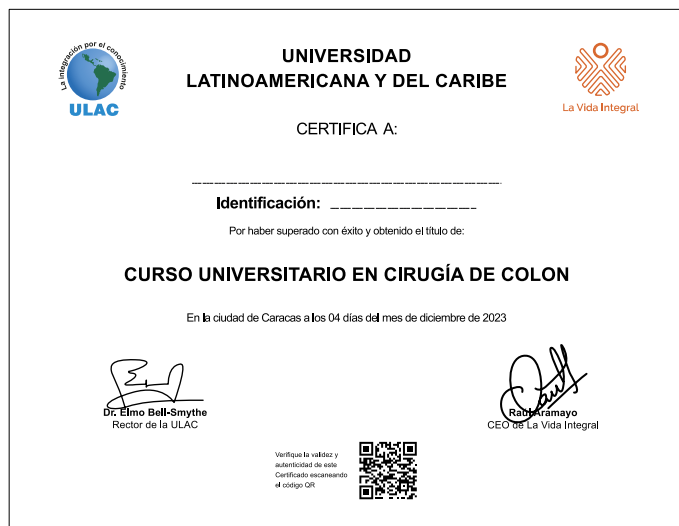 La integración por el conocimiento
ULAC
UNIVERSIDAD
LATINOAMERICANA Y DEL CARIBE
La Vida Integral
CERTIFICA A:
Identificación:
Por haber superado con éxito y obtenido el título de:
CURSO UNIVERSITARIO EN CIRUGÍA DE COLON
En la ciudad de Caracas a los 04 días del mes de diciembre de 2023
Dr. Elmo Bell-Smythe
Rector de la ULAC
Raúl Aramayo
CEO de La Vida Integral
Verifique la validez y
autenticidad de este
Certificado escaneando
el código QR